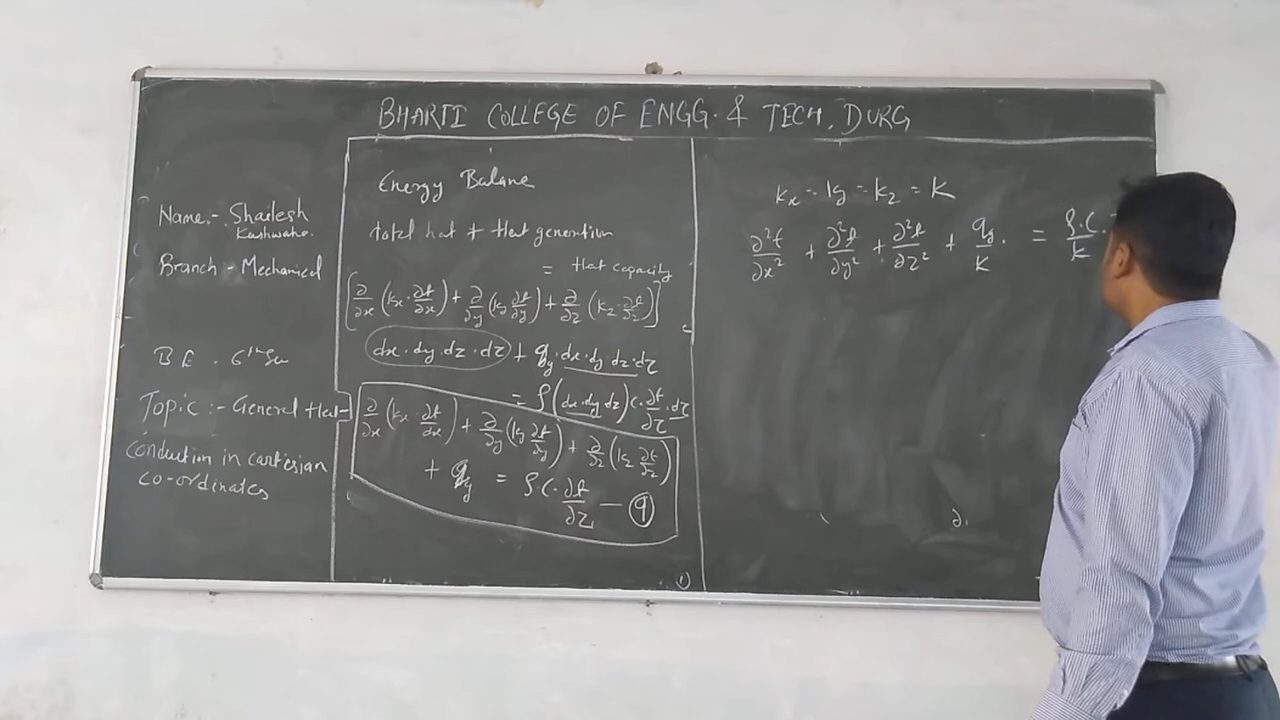 BHARTI COLLEGE OF ENGG. & TECH, DURG
Name:- Shailesh
Kashwaha.
Branch - Mechanical
B E . 6th Sem
Topic :- General Heat
conduction in cartesian
co-ordinates
Energy Balane
total heat + Heat genertion
= Heat capacity
[∂/∂x (kx · ∂t/∂x) + ∂/∂y (ky ∂t/∂y) + ∂/∂z (kz · ∂t/∂z)]
dx · dy dz · dτ + qg · dx · dy · dz · dτ
= ρ (dx · dy dz) c · ∂t/∂τ · dτ
∂/∂x (kx · ∂t/∂x) + ∂/∂y (ky ∂t/∂y) + ∂/∂z (kz ∂t/∂z)
+ qg = ρ · c · ∂t/∂τ — 9
kx = ky = kz = k
∂²t/∂x² + ∂²t/∂y² + ∂²t/∂z² + qg/k · = ρ·c·/k
∂